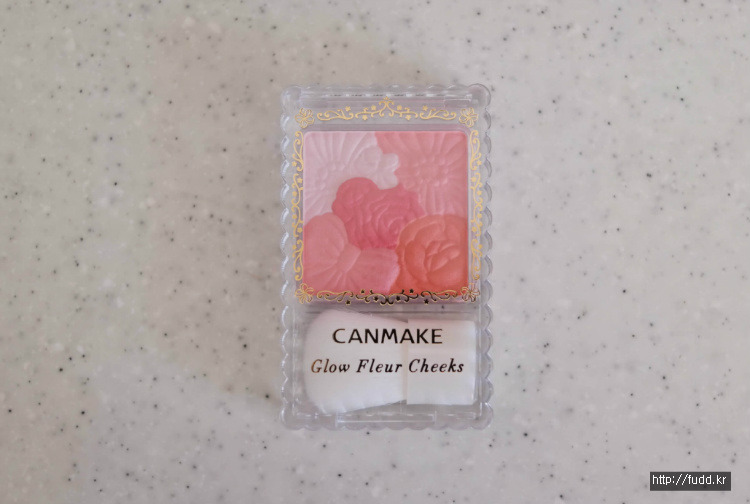 CANMAKE
Glow Fleur Cheeks
http://fudd.kr